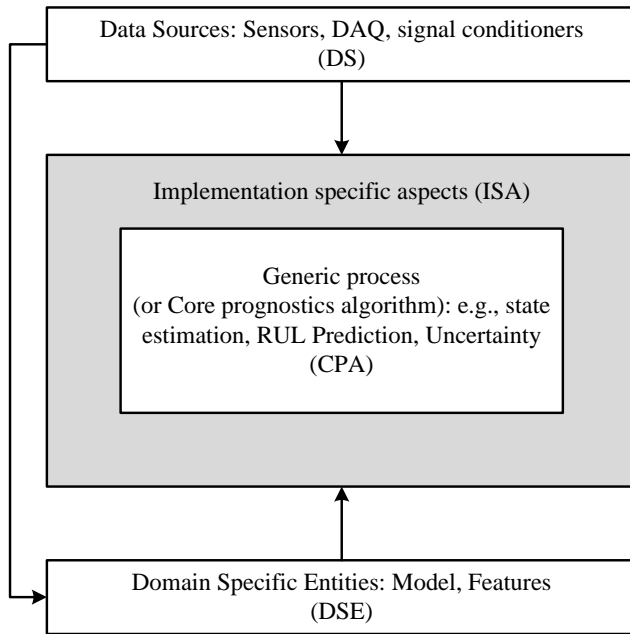 Data Sources: Sensors, DAQ, signal conditioners
(DS)
Implementation specific aspects (ISA)
Generic process
(or Core prognostics algorithm): e.g., state
estimation, RUL Prediction, Uncertainty
(CPA)
Domain Specific Entities: Model, Features
(DSE)